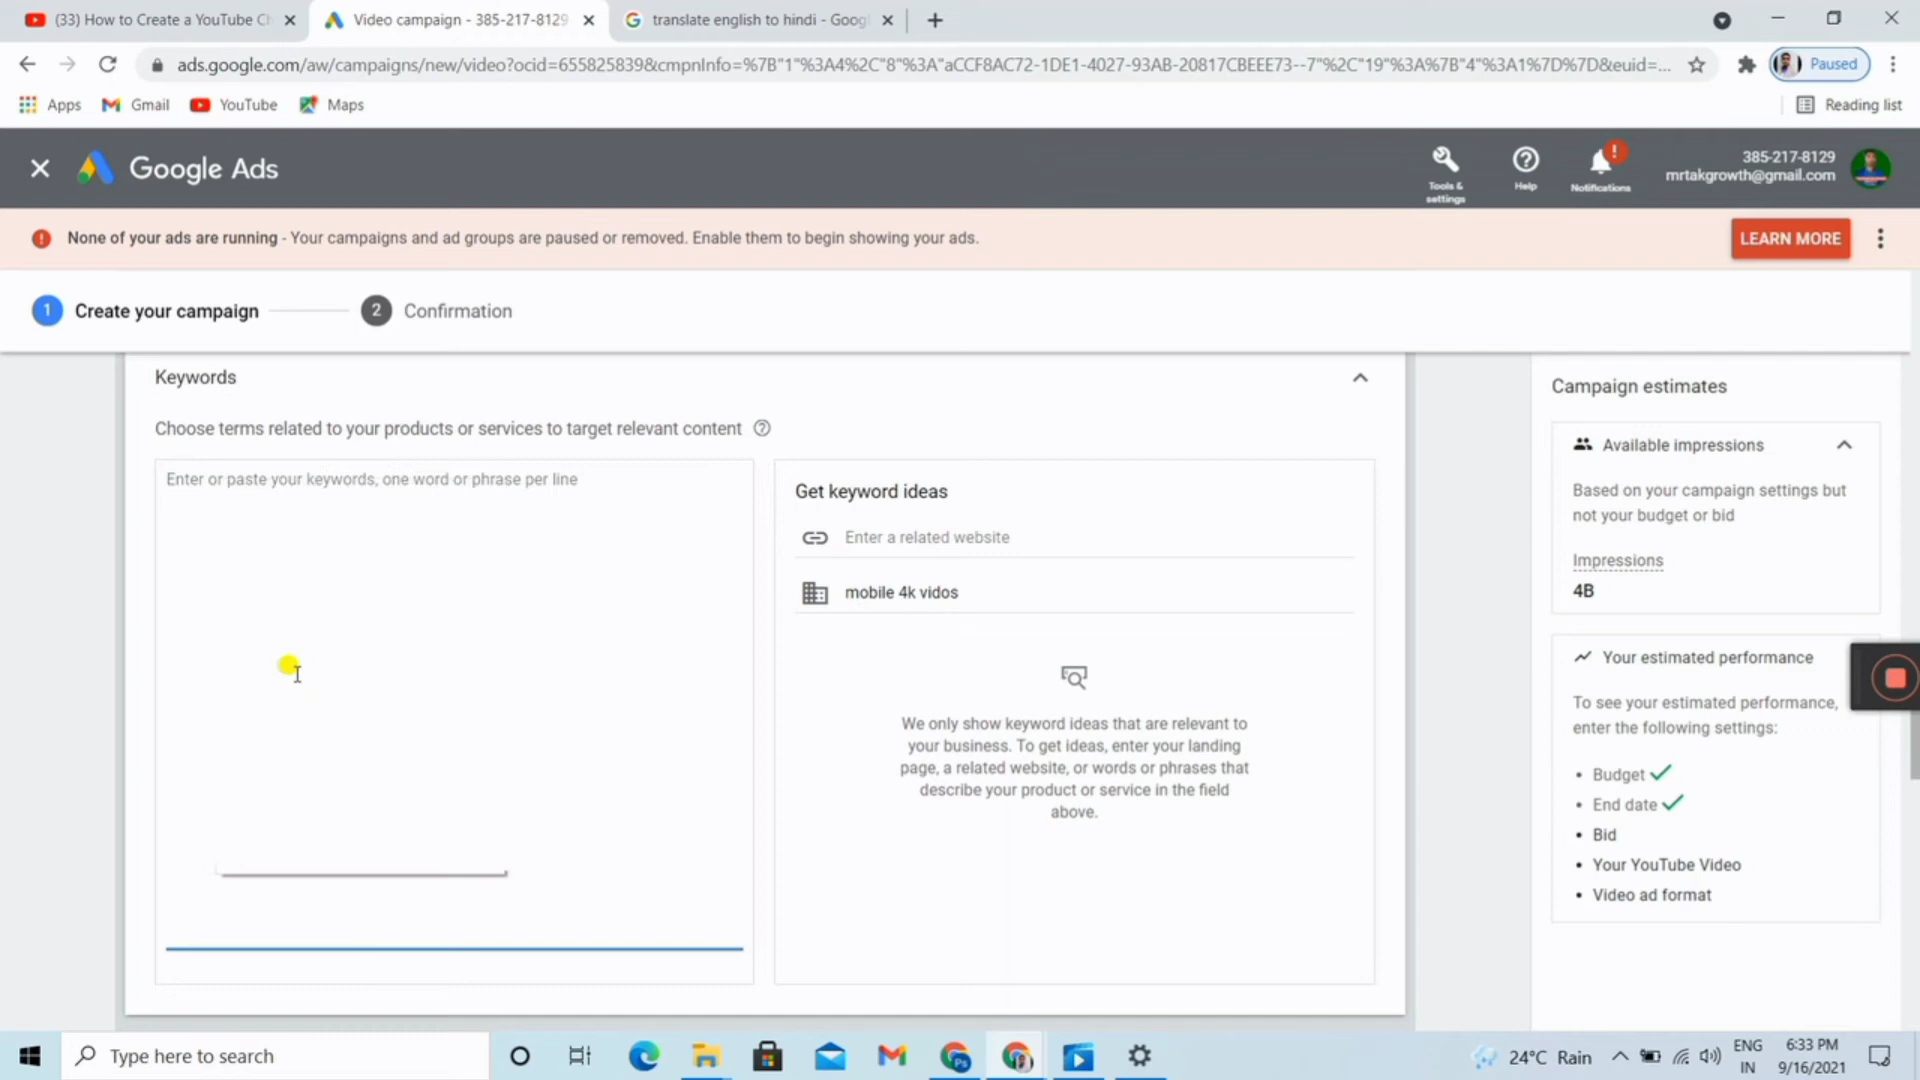 (33) How to Create a YouTube Ch
Video campaign - 385-217-8129
translate english to hindi - Goog
ads.google.com/aw/campaigns/new/video?ocid=655825839&cmpnInfo=%7B"1"%3A4%2C"8"%3A"aCCF8AC72-1DE1-4027-93AB-20817CBEEE73--7"%2C"19"%3A%7B"4"%3A1%7D%7D&euid=...
Paused
Apps
Gmail
YouTube
Maps
Reading list
Google Ads
Tools & settings
Help
Notifications
385-217-8129
mrtakgrowth@gmail.com
None of your ads are running - Your campaigns and ad groups are paused or removed. Enable them to begin showing your ads.
LEARN MORE
1 Create your campaign
2 Confirmation
Keywords
Choose terms related to your products or services to target relevant content
Enter or paste your keywords, one word or phrase per line
Get keyword ideas
Enter a related website
mobile 4k vidos
We only show keyword ideas that are relevant to
your business. To get ideas, enter your landing
page, a related website, or words or phrases that
describe your product or service in the field
above.
Campaign estimates
Available impressions
Based on your campaign settings but
not your budget or bid
Impressions
4B
Your estimated performance
To see your estimated performance,
enter the following settings:
• Budget
• End date
• Bid
• Your YouTube Video
• Video ad format
Type here to search
24°C Rain
ENG
IN
6:33 PM
9/16/2021